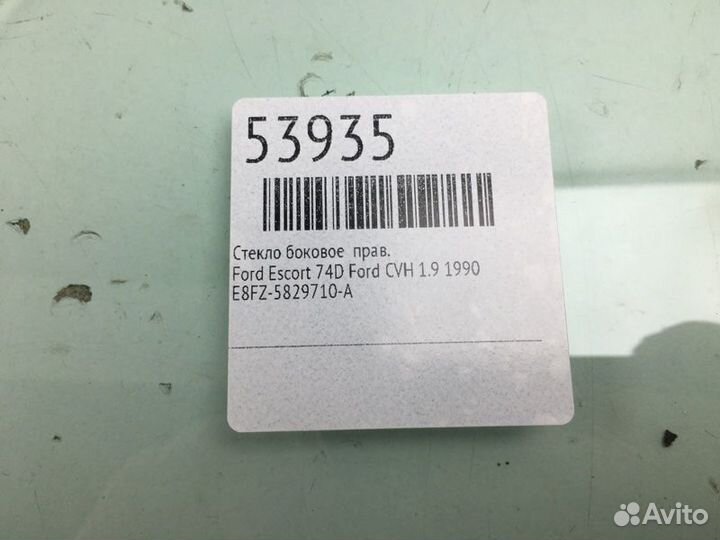 53935
Стекло боковое прав.
Ford Escort 74D Ford CVH 1.9 1990
E8FZ-5829710-A
Avito